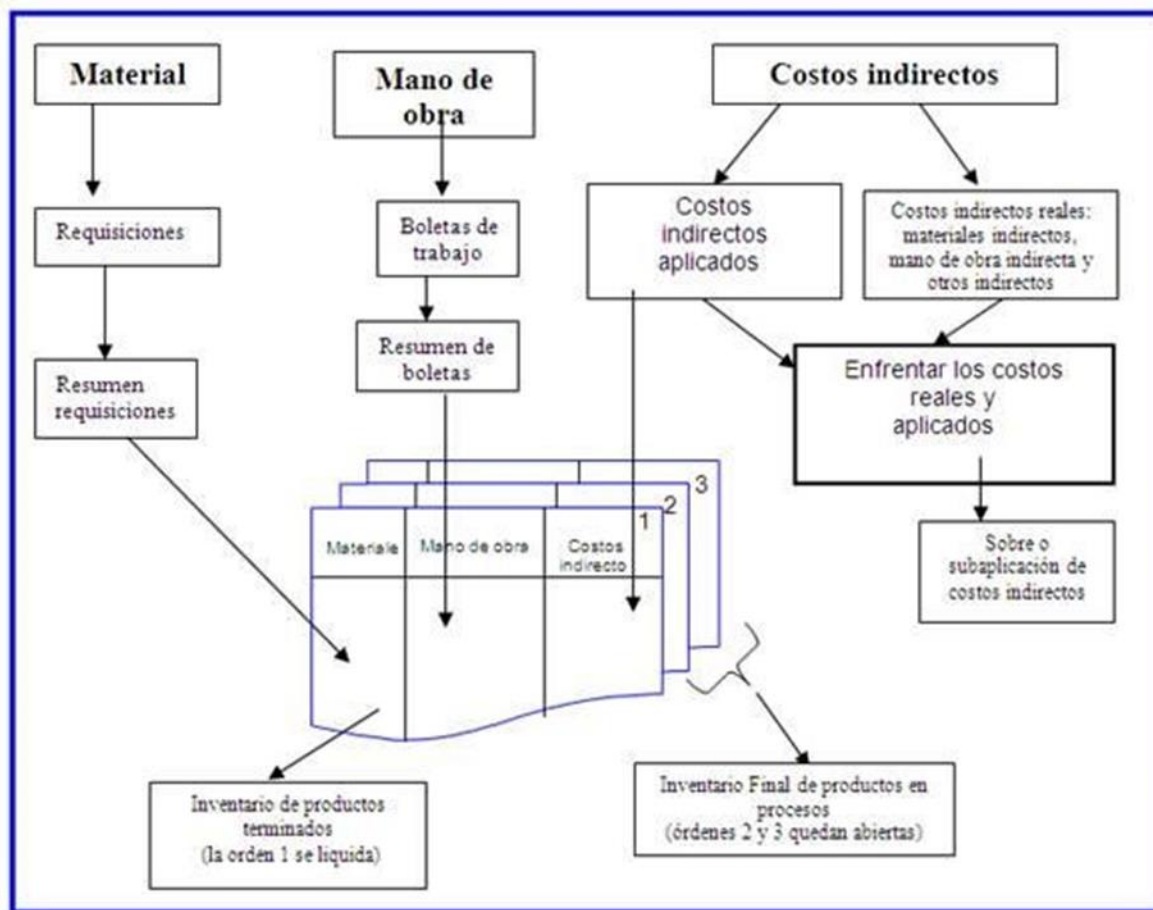 Material
Mano de
obra
Costos indirectos
Requisiciones
Boletas de
trabajo
Costos
indirectos
aplicados
Costos indirectos reales:
materiales indirectos,
mano de obra indirecta y
otros indirectos
Resumen
requisiciones
Resumen de
boletas
Enfrentar los costos
reales y
aplicados
3
2
1
Materiale
Mano de obra
Costos
indirecto
Sobre o
subaplicación de
costos indirectos
Inventario de productos
terminados
(la orden 1 se liquida)
Inventario Final de productos en
procesos
(órdenes 2 y 3 quedan abiertas)